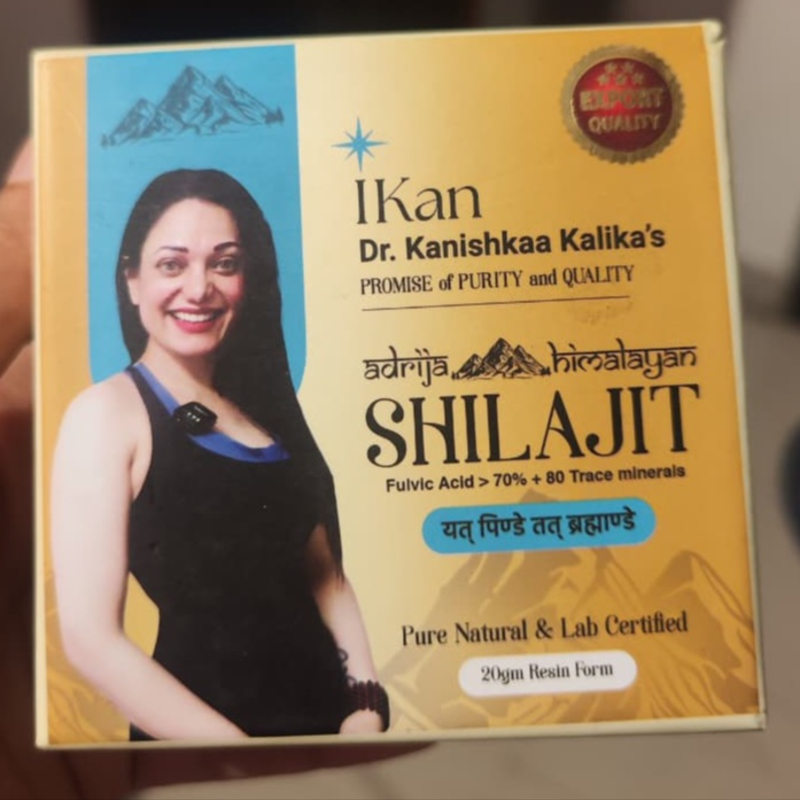 EXPORT
QUALITY
IKan
Dr. Kanishkaa Kalika's
PROMISE of PURITY and QUALITY
adrija himalayan
SHILAJIT
Fulvic Acid > 70% + 80 Trace minerals
यत् पिण्डे तत् ब्रह्माण्डे
Pure Natural & Lab Certified
20gm Resin Form